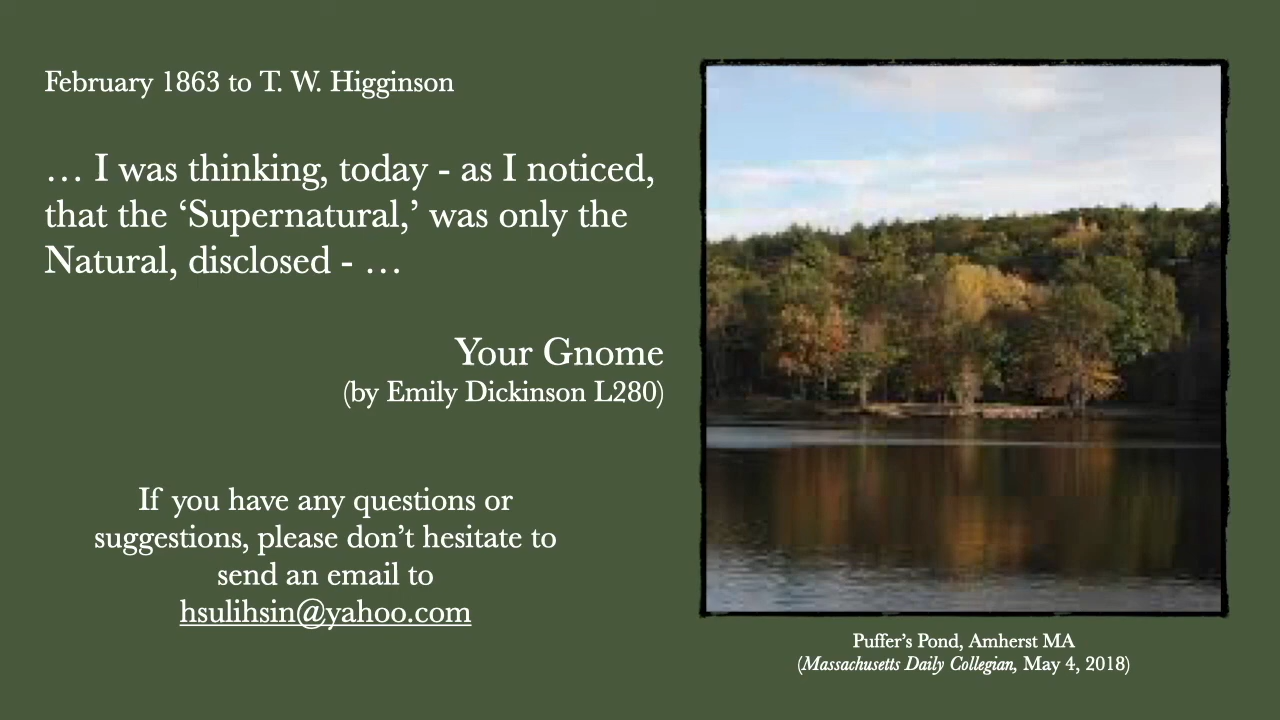 February 1863 to T. W. Higginson
… I was thinking, today - as I noticed,
that the ‘Supernatural,’ was only the
Natural, disclosed - …
Your Gnome
(by Emily Dickinson L280)
If you have any questions or
suggestions, please don’t hesitate to
send an email to
hsulihsin@yahoo.com
Puffer’s Pond, Amherst MA
(Massachusetts Daily Collegian, May 4, 2018)